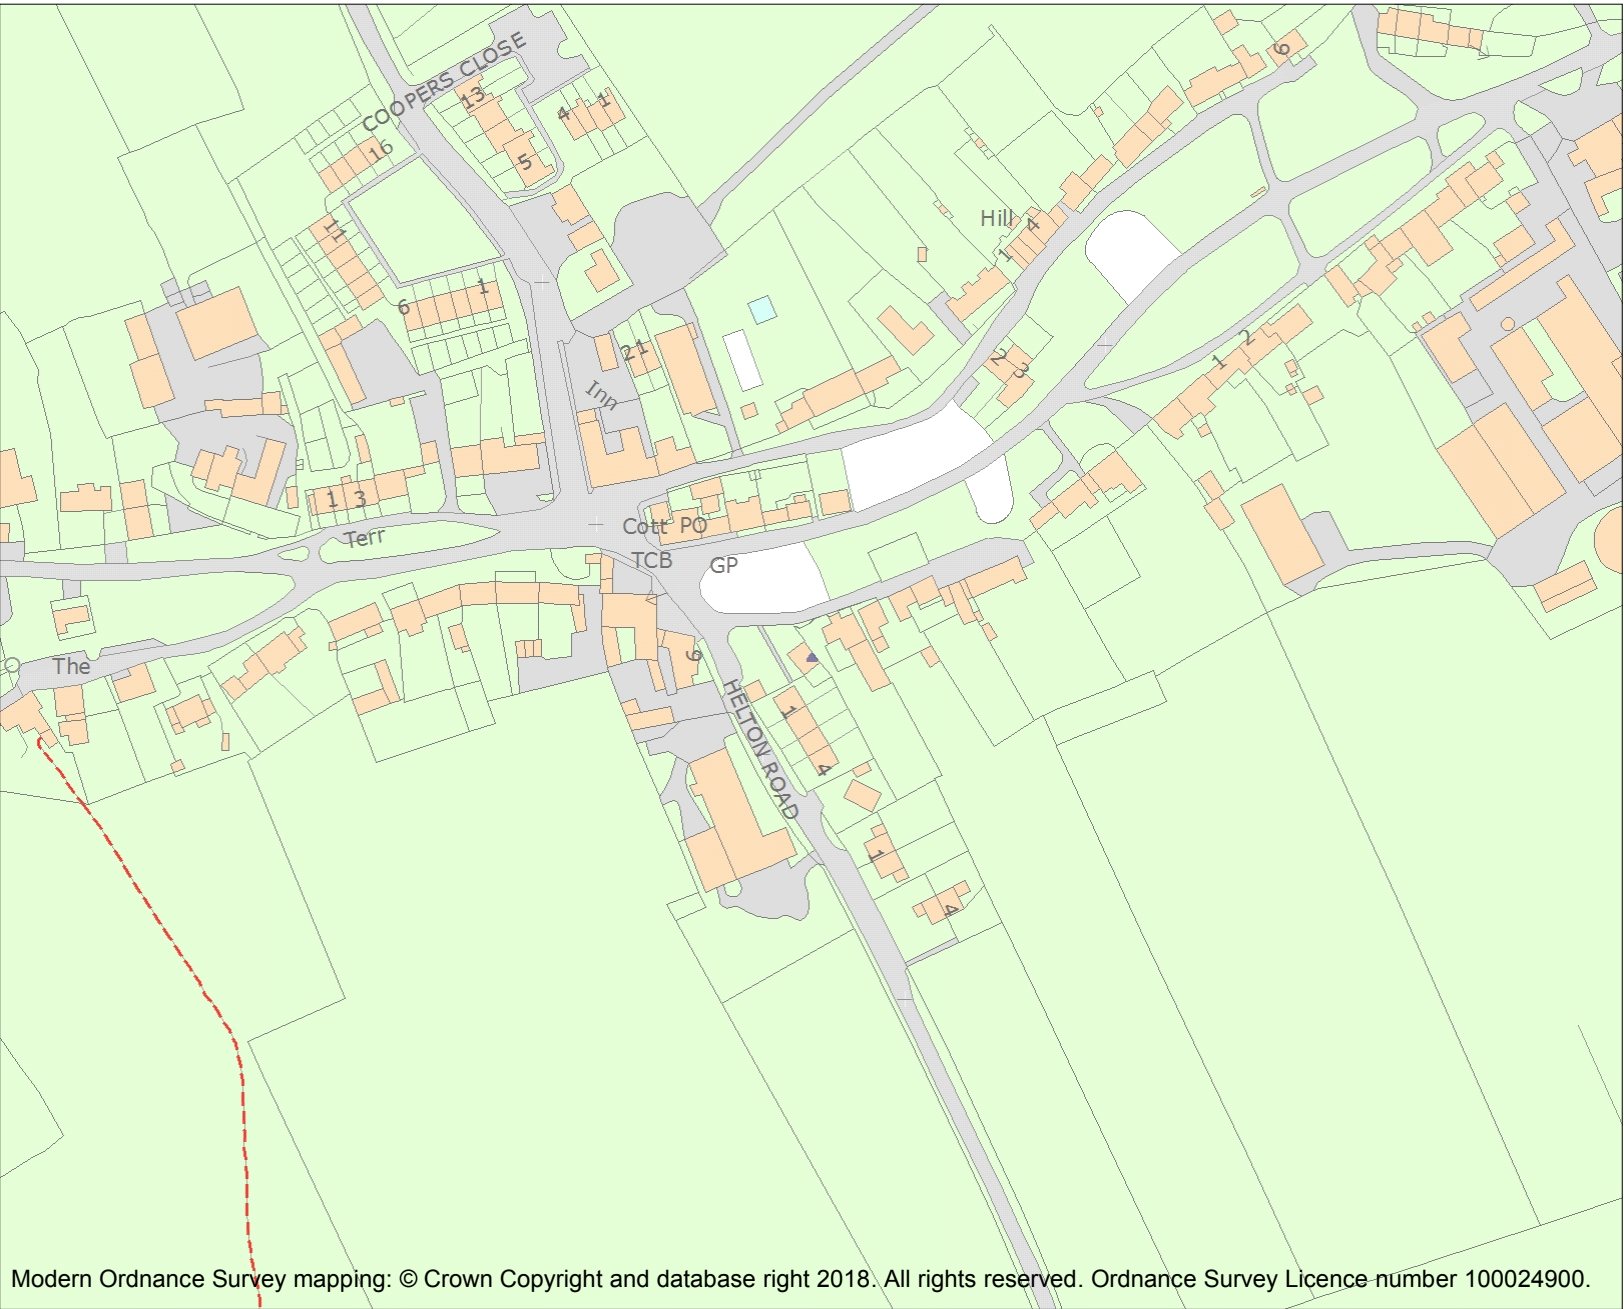 COOPERS CLOSE
13
4
1
16
5
6
11
Hill
1
4
6
1
2
1
Inn
2
3
1
2
1
3
Terr
Cott
PO
TCB
GP
The
6
HELTON ROAD
1
4
1
4
Modern Ordnance Survey mapping: © Crown Copyright and database right 2018. All rights reserved. Ordnance Survey Licence number 100024900.